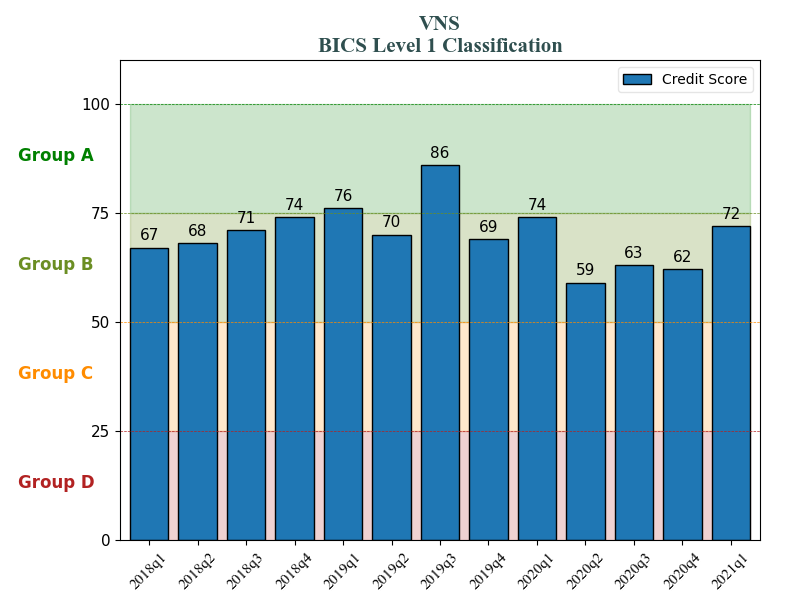 VNS
BICS Level 1 Classification
Credit Score
100
Group A
86
76
75
74
74
72
71
70
69
68
67
Group B
63
62
59
50
Group C
25
Group D
0
2018q1
2018q2
2018q3
2018q4
2019q1
2019q2
2019q3
2019q4
2020q1
2020q2
2020q3
2020q4
2021q1